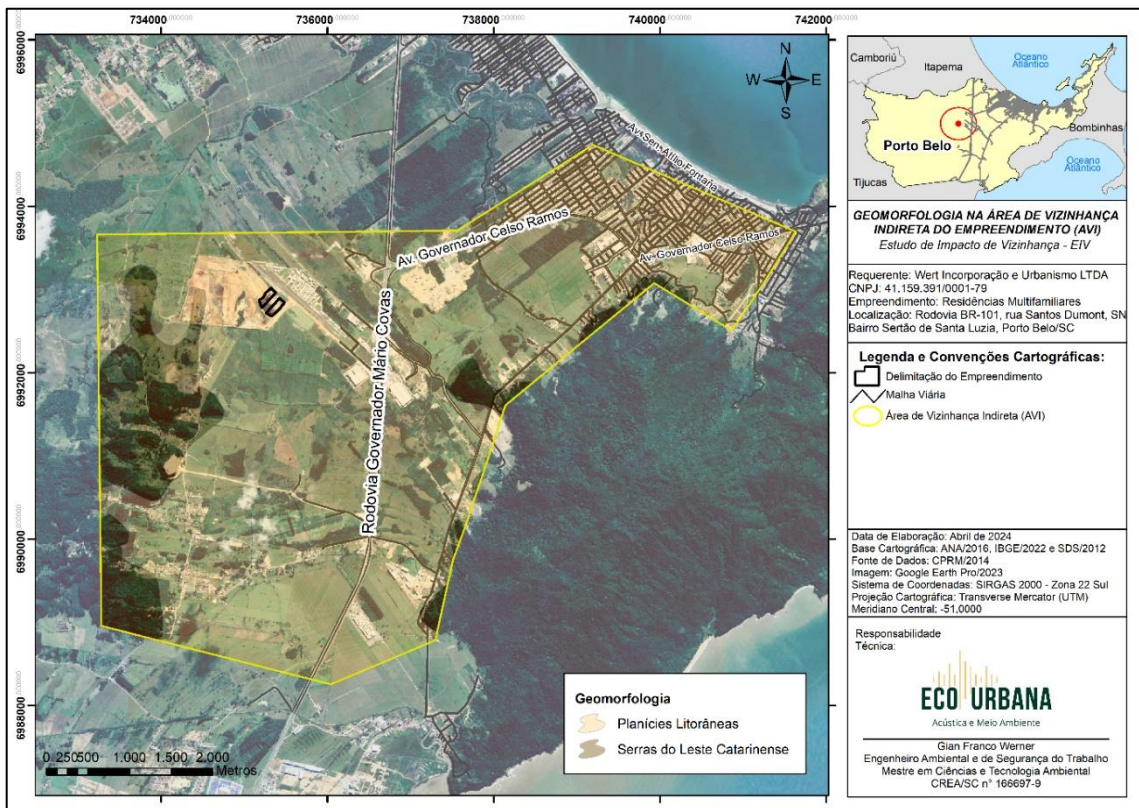 734000,000000
736000,000000
738000,000000
740000,000000
742000,000000
6996000
6994000
6992000
6990000
6988000
N
W E
S
Av. Sen. Atílio Fontana
Av. Governador Celso Ramos
Av. Governador Celso Ramos
Rodovia Governador Mário Covas
0 250 500 1.000 1.500 2.000
Metros
Geomorfologia
Planícies Litorâneas
Serras do Leste Catarinense
Camboriú
Itapema
Oceano
Atlântico
Porto Belo
Bombinhas
Tijucas
Oceano
Atlântico
GEOMORFOLOGIA NA ÁREA DE VIZINHANÇA
INDIRETA DO EMPREENDIMENTO (AVI)
Estudo de Impacto de Vizinhança - EIV
Requerente: Wert Incorporação e Urbanismo LTDA
CNPJ: 41.159.391/0001-79
Empreendimento: Residências Multifamiliares
Localização: Rodovia BR-101, rua Santos Dumont, SN
Bairro Sertão de Santa Luzia, Porto Belo/SC
Legenda e Convenções Cartográficas:
Delimitação do Empreendimento
Malha Viária
Área de Vizinhança Indireta (AVI)
Data de Elaboração: Abril de 2024
Base Cartográfica: ANA/2016, IBGE/2022 e SDS/2012
Fonte de Dados: CPRM/2014
Imagem: Google Earth Pro/2023
Sistema de Coordenadas: SIRGAS 2000 - Zona 22 Sul
Projeção Cartográfica: Transverse Mercator (UTM)
Meridiano Central: -51,0000
Responsabilidade
Técnica:
ECO URBANA
Acústica e Meio Ambiente
Gian Franco Werner
Engenheiro Ambiental e de Segurança do Trabalho
Mestre em Ciências e Tecnologia Ambiental
CREA/SC n° 166697-9